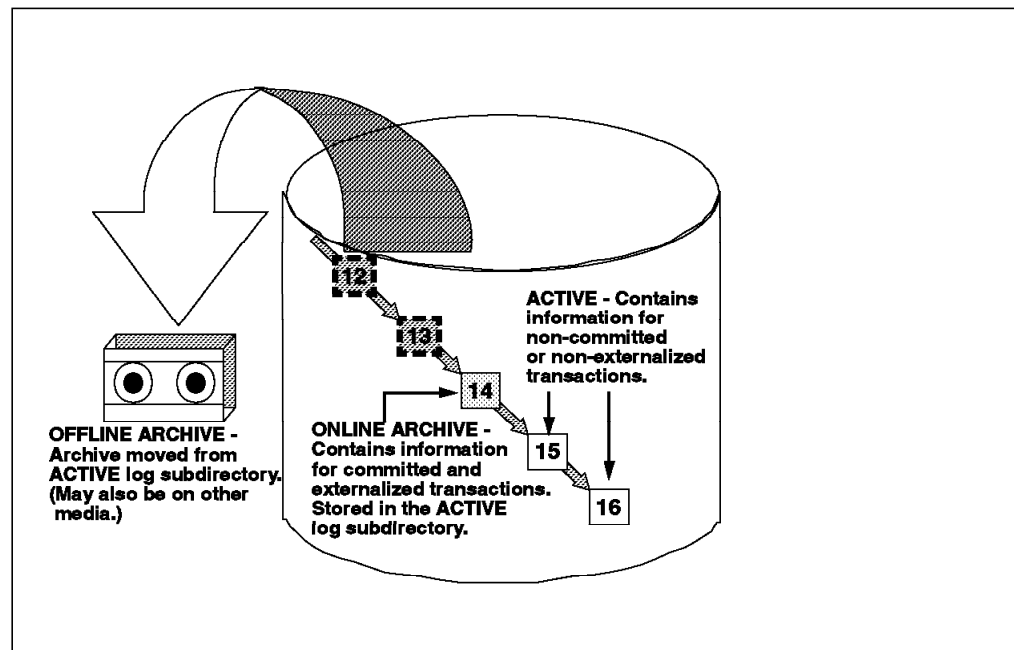 12
13
14
15
16
ACTIVE - Contains
information for
non-committed
or non-externalized
transactions.
ONLINE ARCHIVE -
Contains information
for committed and
externalized transactions.
Stored in the ACTIVE
log subdirectory.
OFFLINE ARCHIVE -
Archive moved from
ACTIVE log subdirectory.
(May also be on other
media.)